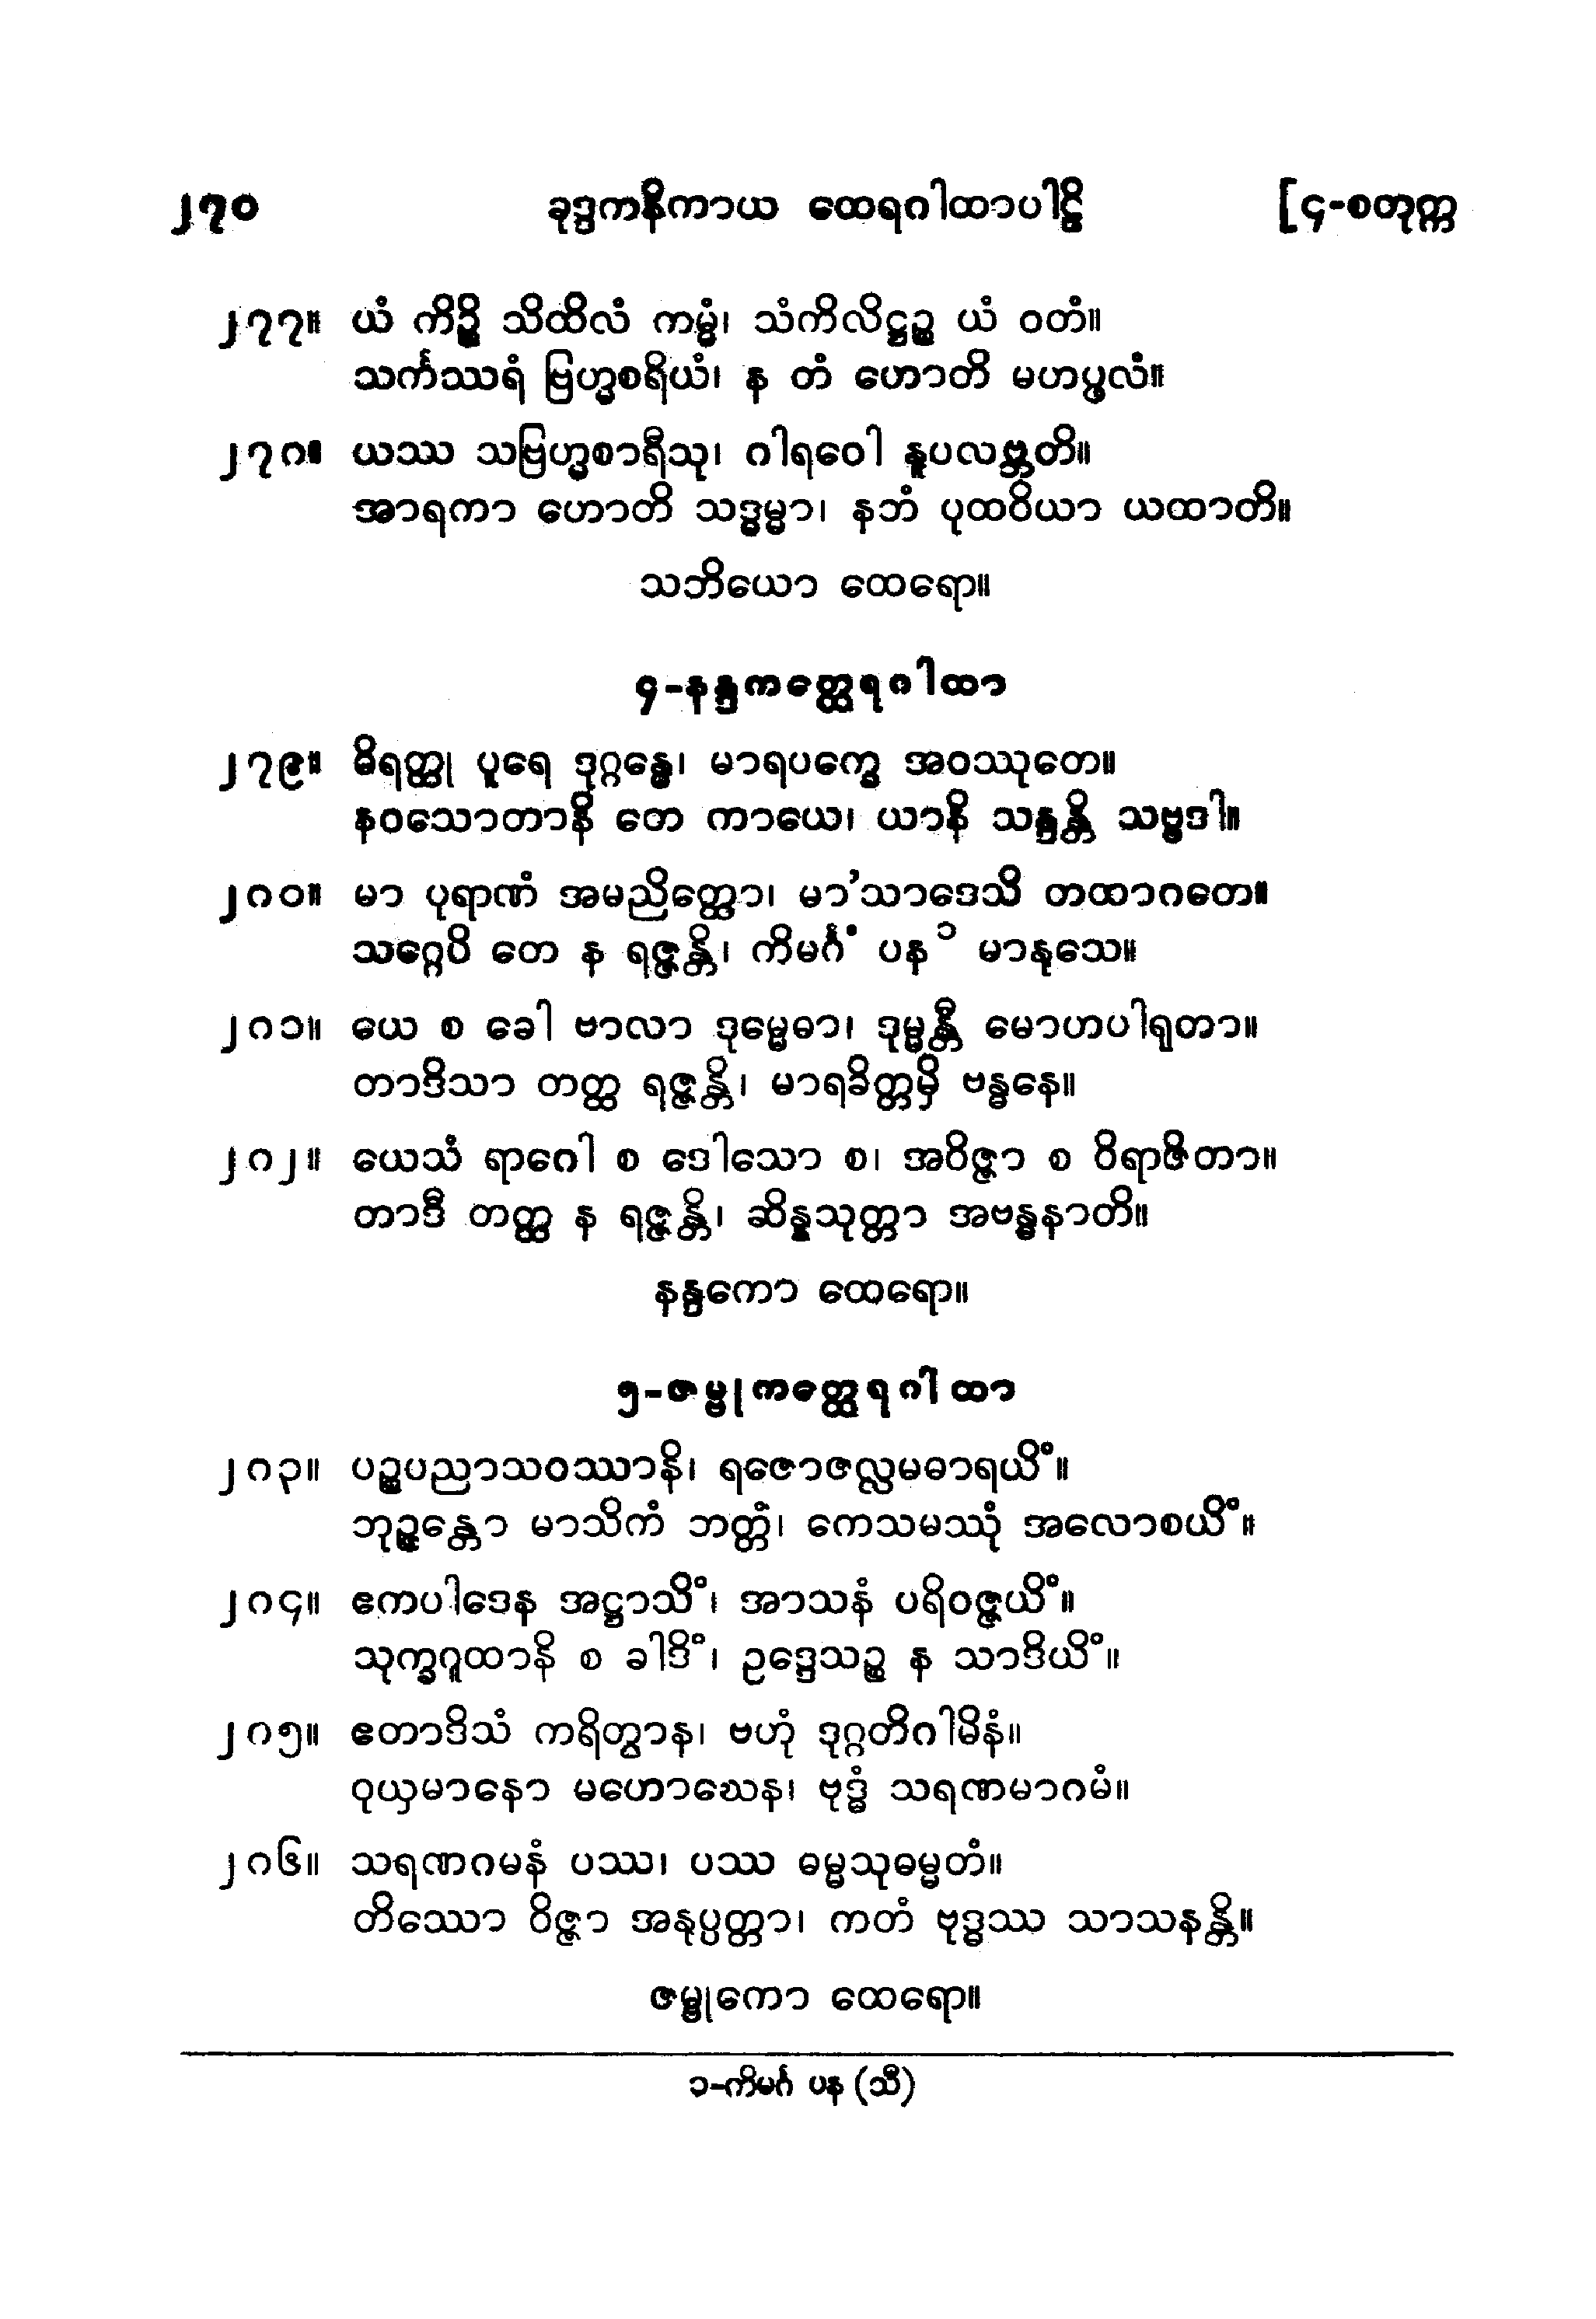 ၂၇၀ ခုဒ္ဒကနိကာယ ထေရဂါထာပါဠိ [၄-စတုက္က
၂၇၇။ ယံ ကိဉ္စိ သိထိလံ ကမ္မံ၊ သံကိလိဋ္ဌဉ္စ ယံ ဝတံ။
သင်္ကဿရံ ဗြဟ္မစရိယံ၊ န တံ ဟောတိ မဟပ္ဖလံ။
၂၇၈။ ယဿ သဗြဟ္မစာရီသု၊ ဂါရဝေါ နူပလဗ္ဘတိ။
အာရကာ ဟောတိ သဒ္ဓမ္မာ၊ နဘံ ပုထဝိယာ ယထာတိ။
သဘိယော ထေရော။
၄-နန္ဒကတ္ထေရဂါထာ
၂၇၉။ ဓိရတ္ထု ပူရေ ဒုဂ္ဂန္ဓေ၊ မာရပက္ခေ အဝဿုတေ။
နဝသောတာနိ တေ ကာယေ၊ ယာနိ သန္ဒန္တိ သဗ္ဗဒါ။
၂၈၀။ မာ ပုရာဏံ အမညိတ္ထော၊ မာ’သာဒေသိ တထာဂတေ။
သဂ္ဂေပိ တေ န ရဇ္ဇန္တိ၊ ကိမင်္ဂံ ပန ၁ မာနုသေ။
၂၈၁။ ယေ စ ခေါ ဗာလာ ဒုမ္မေဓာ၊ ဒုမ္မန္တီ မောဟပါရုတာ။
တာဒိသာ တတ္ထ ရဇ္ဇန္တိ၊ မာရခိတ္တမှိ ဗန္ဓနေ။
၂၈၂။ ယေသံ ရာဂေါ စ ဒေါသော စ၊ အဝိဇ္ဇာ စ ဝိရာဇိတာ။
တာဒီ တတ္ထ န ရဇ္ဇန္တိ၊ ဆိန္နသုတ္တာ အဗန္ဓနာတိ။
နန္ဒကော ထေရော။
၅-ဇမ္ဗုကတ္ထေရဂါထာ
၂၈၃။ ပဉ္စပညာသဝဿာနိ၊ ရဇောဇလ္လမဓာရယိံ။
ဘုဉ္ဇန္တော မာသိကံ ဘတ္တံ၊ ကေသမဿုံ အလောစယိံ။
၂၈၄။ ဧကပါဒေန အဋ္ဌာသိံ၊ အာသနံ ပရိဝဇ္ဇယိံ။
သုက္ခဂူထာနိ စ ခါဒိံ၊ ဥဒ္ဒေသဉ္စ န သာဒိယိံ။
၂၈၅။ ဧတာဒိသံ ကရိတွာန၊ ဗဟုံ ဒုဂ္ဂတိဂါမိနံ။
ဝုယှမာနော မဟောဃေန၊ ဗုဒ္ဓံ သရဏမာဂမံ။
၂၈၆။ သရဏဂမနံ ပဿ၊ ပဿ ဓမ္မသုဓမ္မတံ။
တိဿော ဝိဇ္ဇာ အနုပ္ပတ္တာ၊ ကတံ ဗုဒ္ဓဿ သာသနန္တိ။
ဇမ္ဗုကော ထေရော။
၁-ကိမင်္ဂ ပန (သီ)